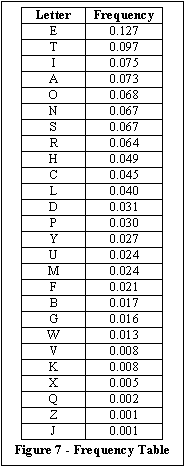 Letter Frequency
E 0.127
T 0.097
I 0.075
A 0.073
O 0.068
N 0.067
S 0.067
R 0.064
H 0.049
C 0.045
L 0.040
D 0.031
P 0.030
Y 0.027
U 0.024
M 0.024
F 0.021
B 0.017
G 0.016
W 0.013
V 0.008
K 0.008
X 0.005
Q 0.002
Z 0.001
J 0.001
Figure 7 - Frequency Table